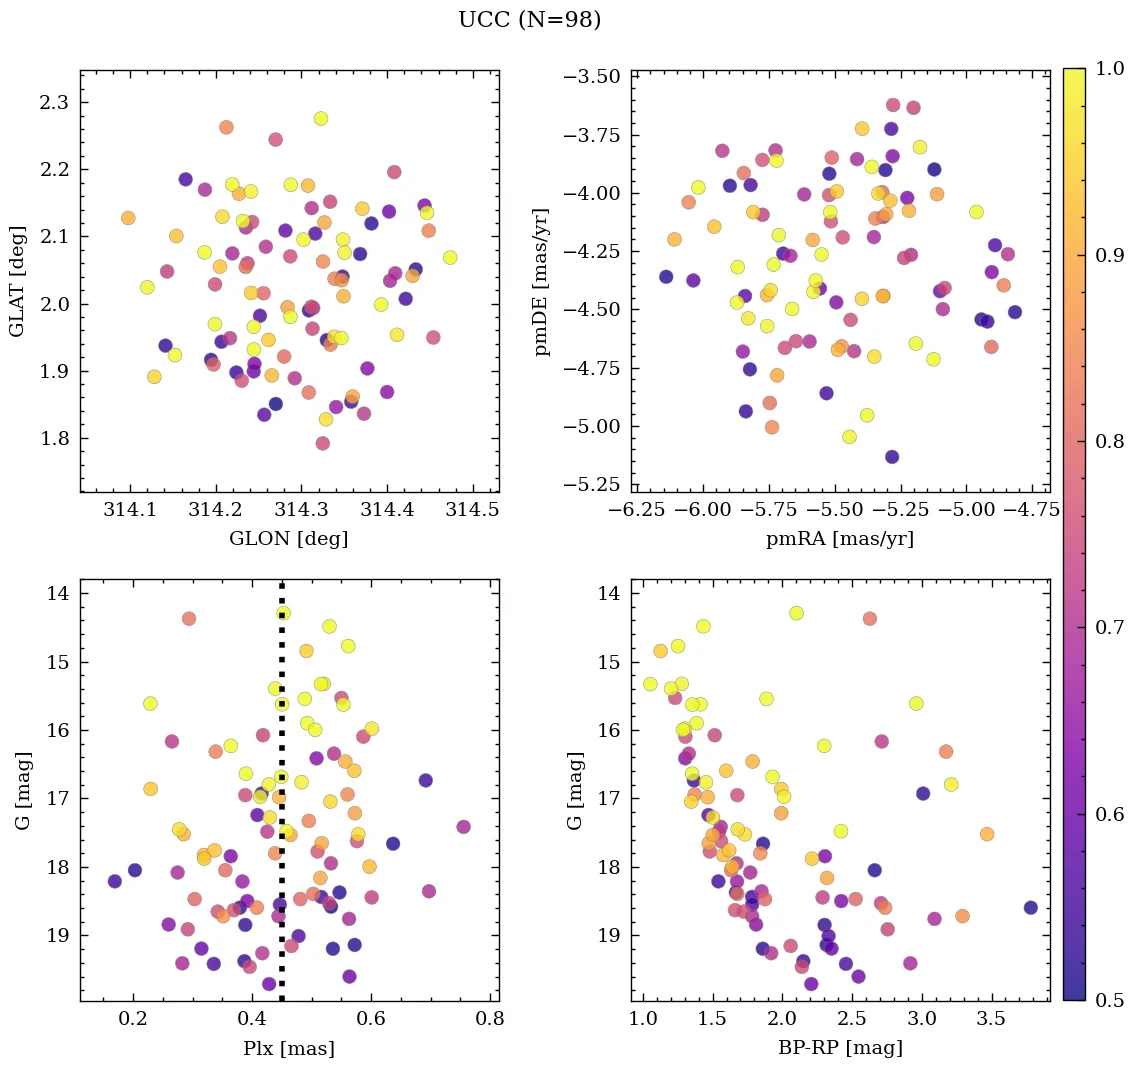 UCC (N=98)
2.3
2.2
2.1
2.0
1.9
1.8
GLAT [deg]
314.1 314.2 314.3 314.4 314.5
GLON [deg]
−3.50
−3.75
−4.00
−4.25
−4.50
−4.75
−5.00
−5.25
pmDE [mas/yr]
−6.25 −6.00 −5.75 −5.50 −5.25 −5.00 −4.75
pmRA [mas/yr]
14
15
16
17
18
19
G [mag]
0.2 0.4 0.6 0.8
Plx [mas]
14
15
16
17
18
19
G [mag]
1.0 1.5 2.0 2.5 3.0 3.5
BP-RP [mag]
1.0
0.9
0.8
0.7
0.6
0.5